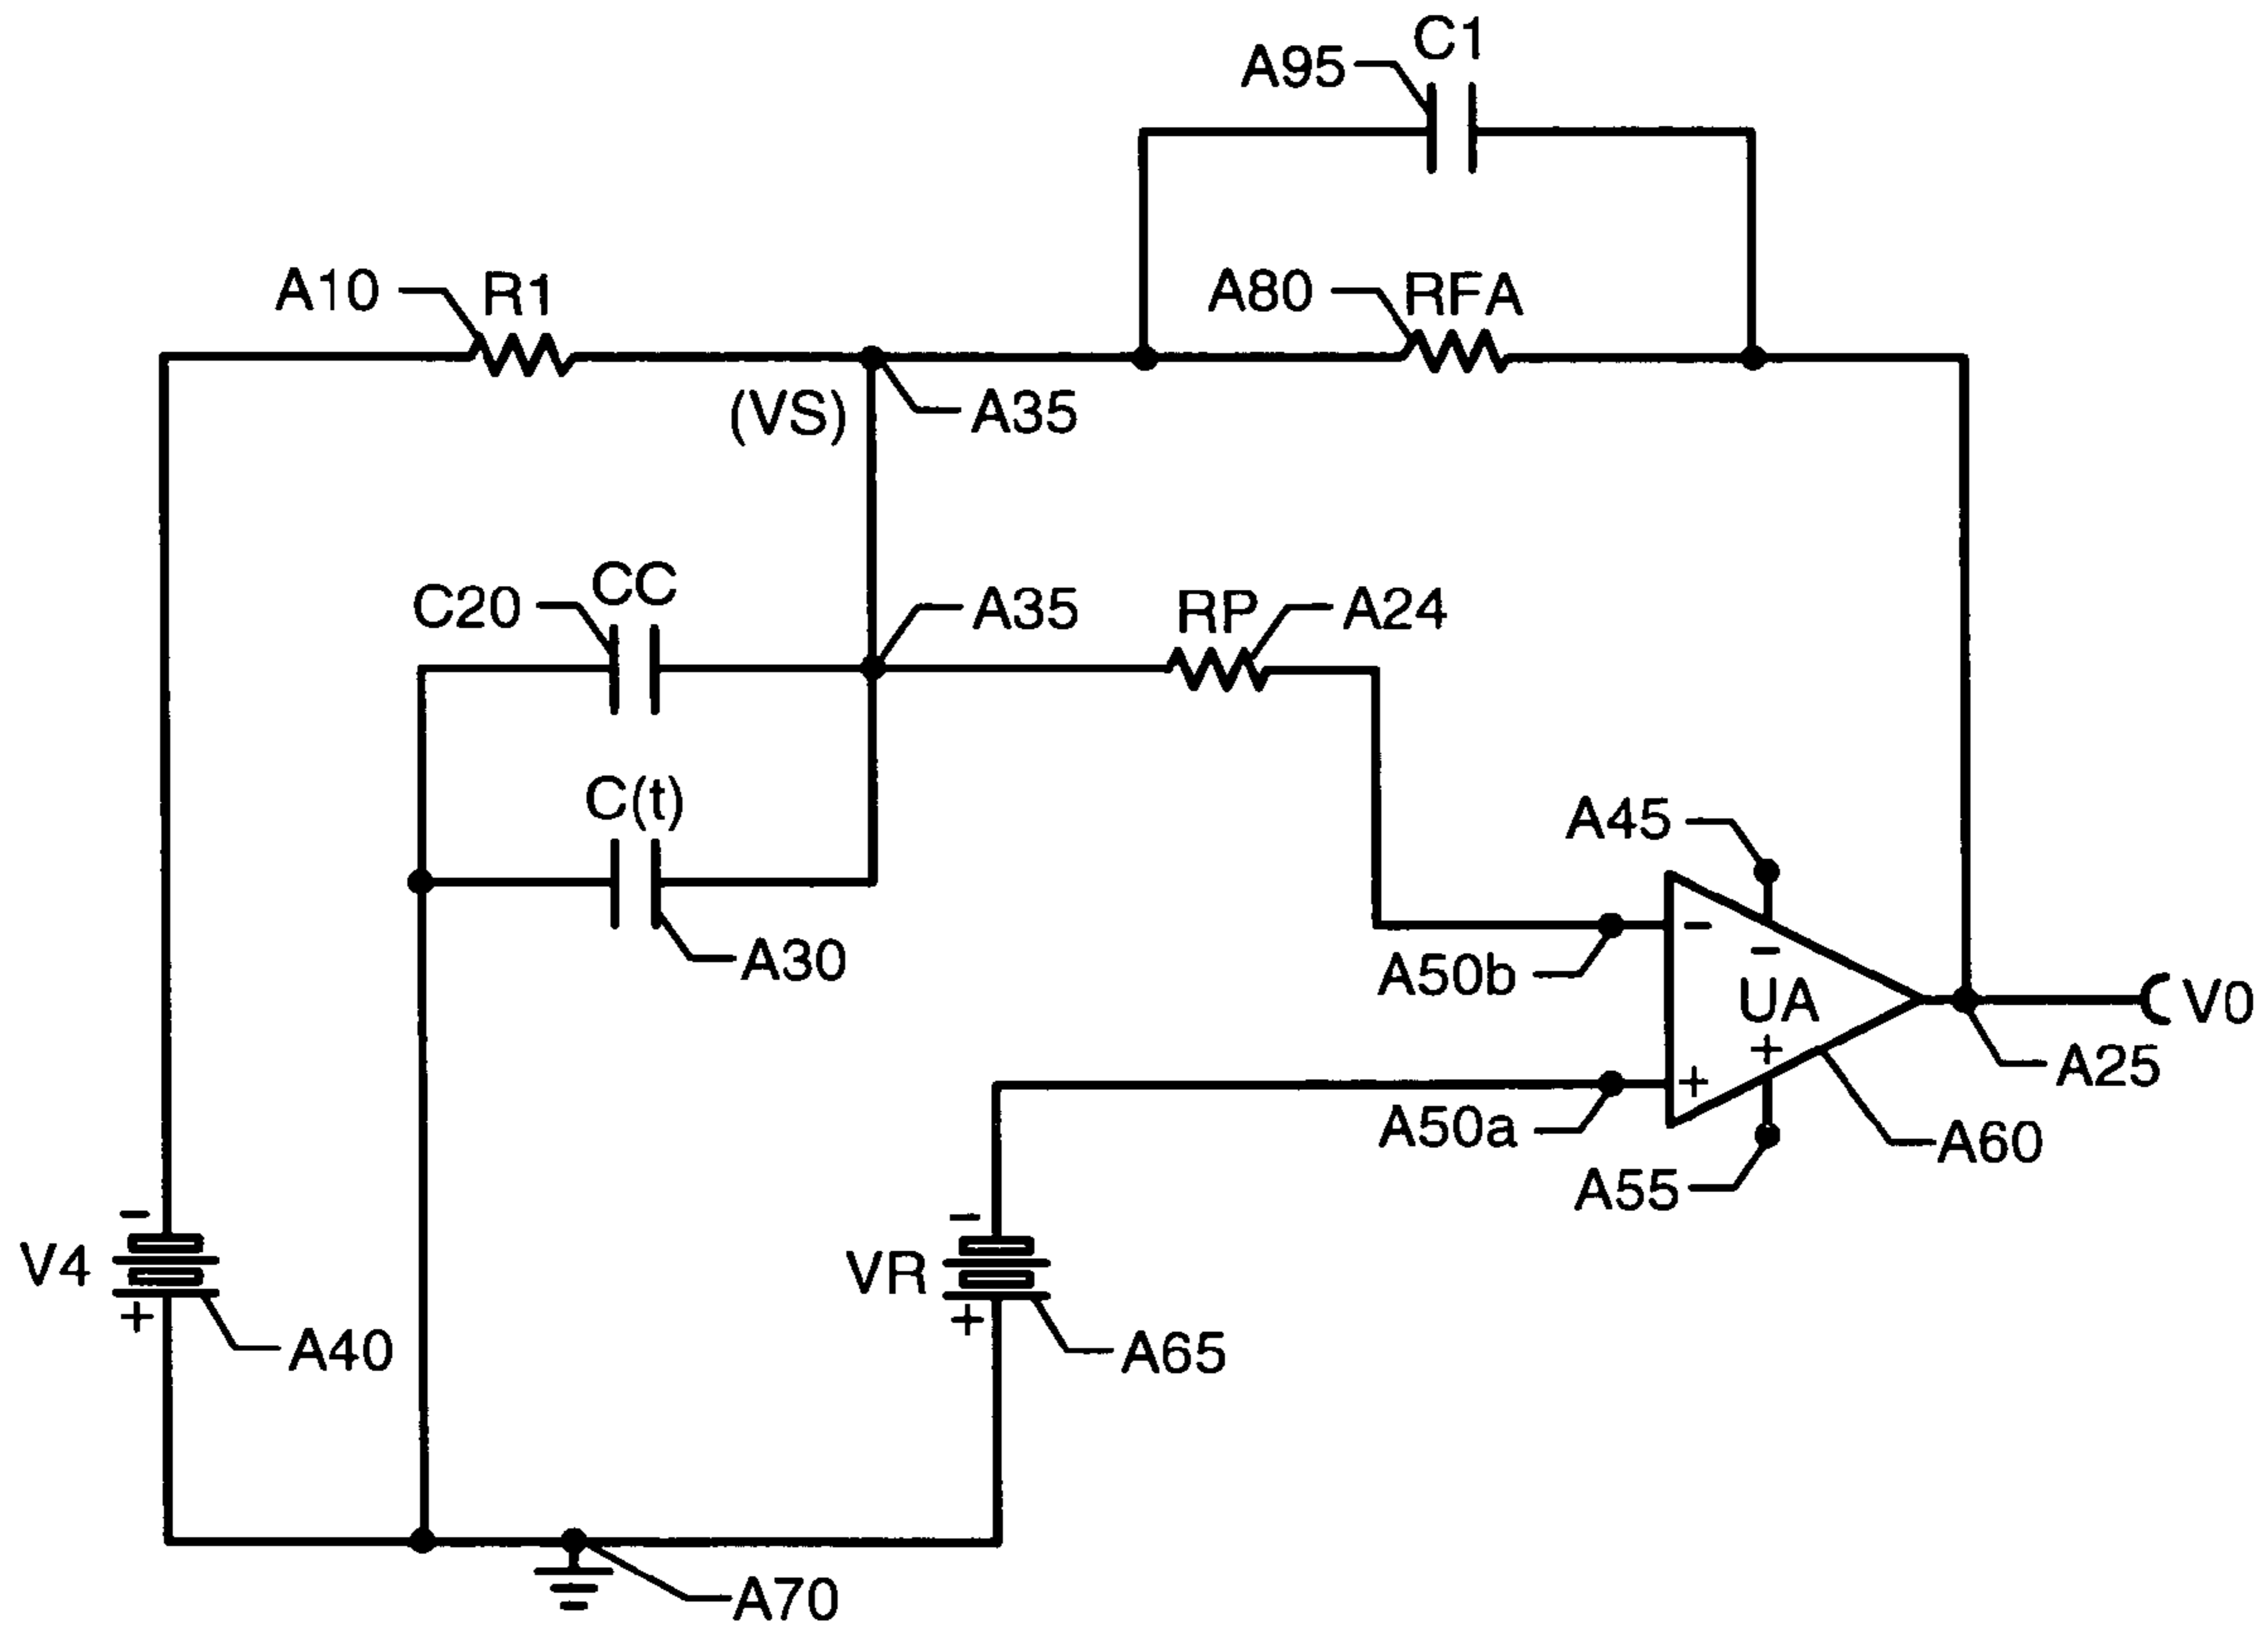 C1
A95
A10 R1
A80 RFA
(VS) A35
CC
C20 A35 RP A24
C(t)
A45
A30
A50b - -
UA V0
+
A50a + A25
A60
A55
- -
V4 VR
+ +
A40 A65
A70